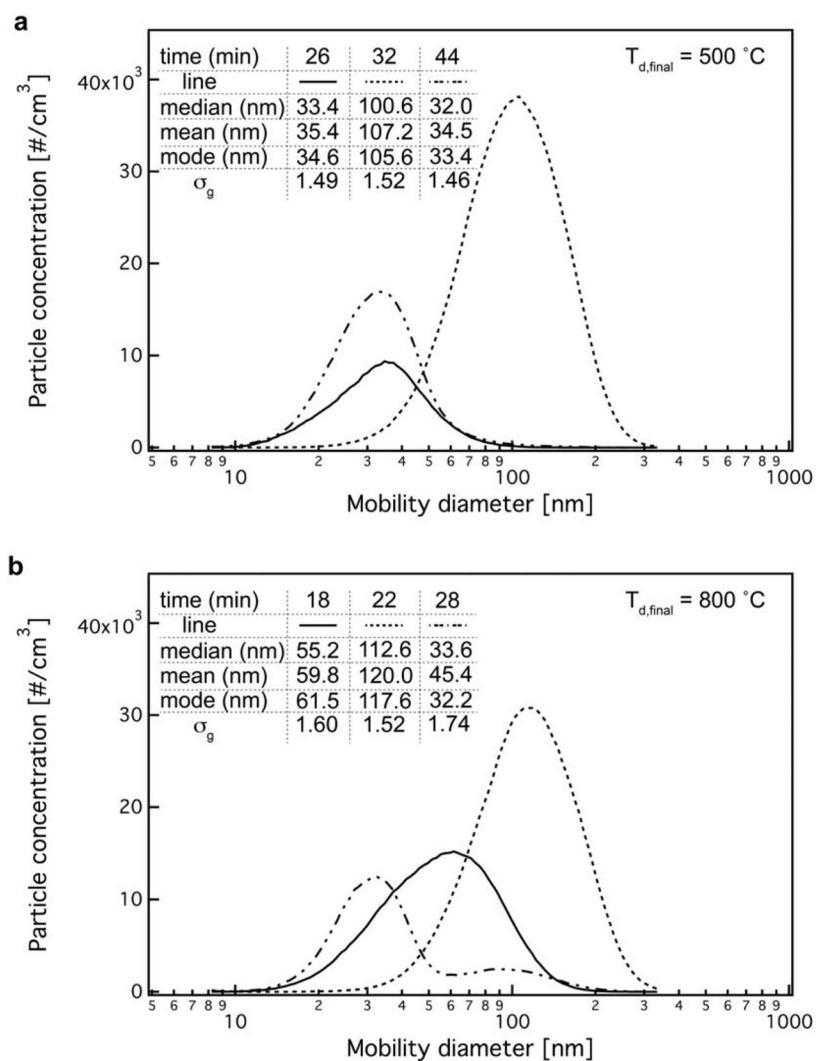 a
time (min) 26 32 44
line
median (nm) 33.4 100.6 32.0
mean (nm) 35.4 107.2 34.5
mode (nm) 34.6 105.6 33.4
σg 1.49 1.52 1.46
Td,final = 500 °C
Particle concentration [#/cm³]
40x10³
30
20
10
0
5 6 7 8 9 2 3 4 5 6 7 8 9 2 3 4 5 6 7 8 9
10 100 1000
Mobility diameter [nm]
b
time (min) 18 22 28
line
median (nm) 55.2 112.6 33.6
mean (nm) 59.8 120.0 45.4
mode (nm) 61.5 117.6 32.2
σg 1.60 1.52 1.74
Td,final = 800 °C
Particle concentration [#/cm³]
40x10³
30
20
10
0
5 6 7 8 9 2 3 4 5 6 7 8 9 2 3 4 5 6 7 8 9
10 100 1000
Mobility diameter [nm]